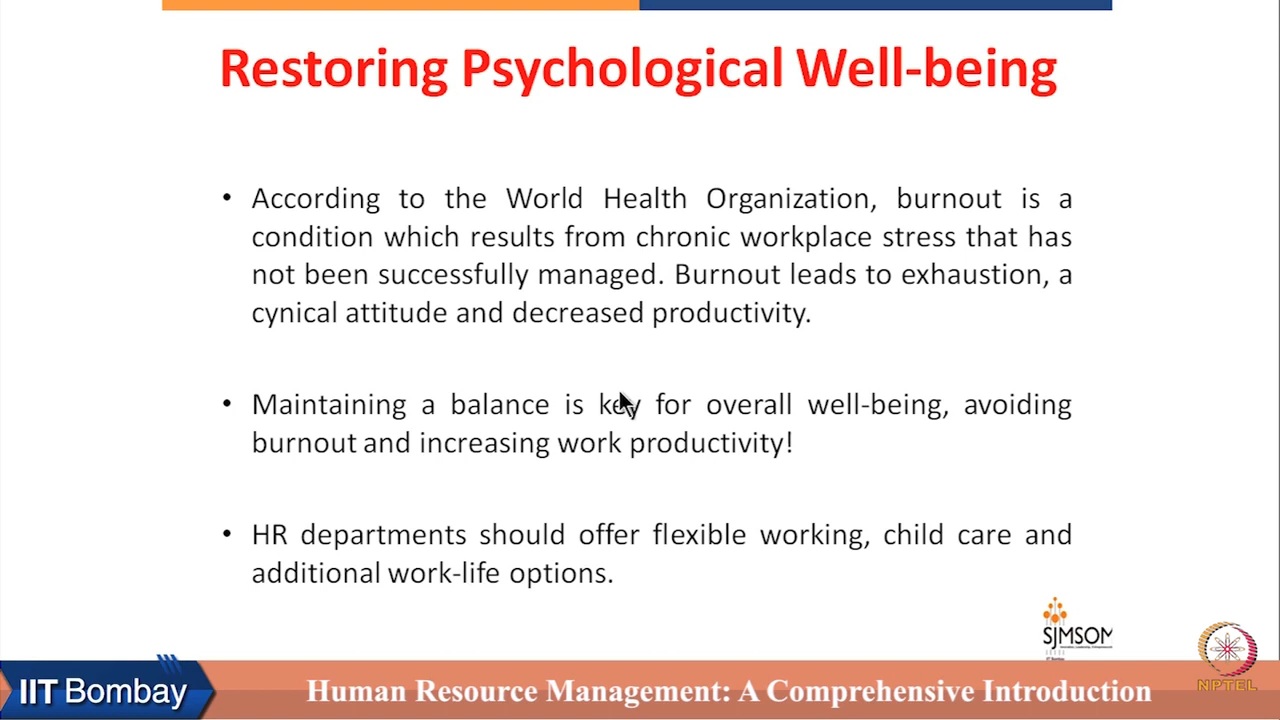 Restoring Psychological Well-being
• According to the World Health Organization, burnout is a
condition which results from chronic workplace stress that has
not been successfully managed. Burnout leads to exhaustion, a
cynical attitude and decreased productivity.
• Maintaining a balance is key for overall well-being, avoiding
burnout and increasing work productivity!
• HR departments should offer flexible working, child care and
additional work-life options.
SJMSOM
IIT Bombay
Human Resource Management: A Comprehensive Introduction
NPTEL